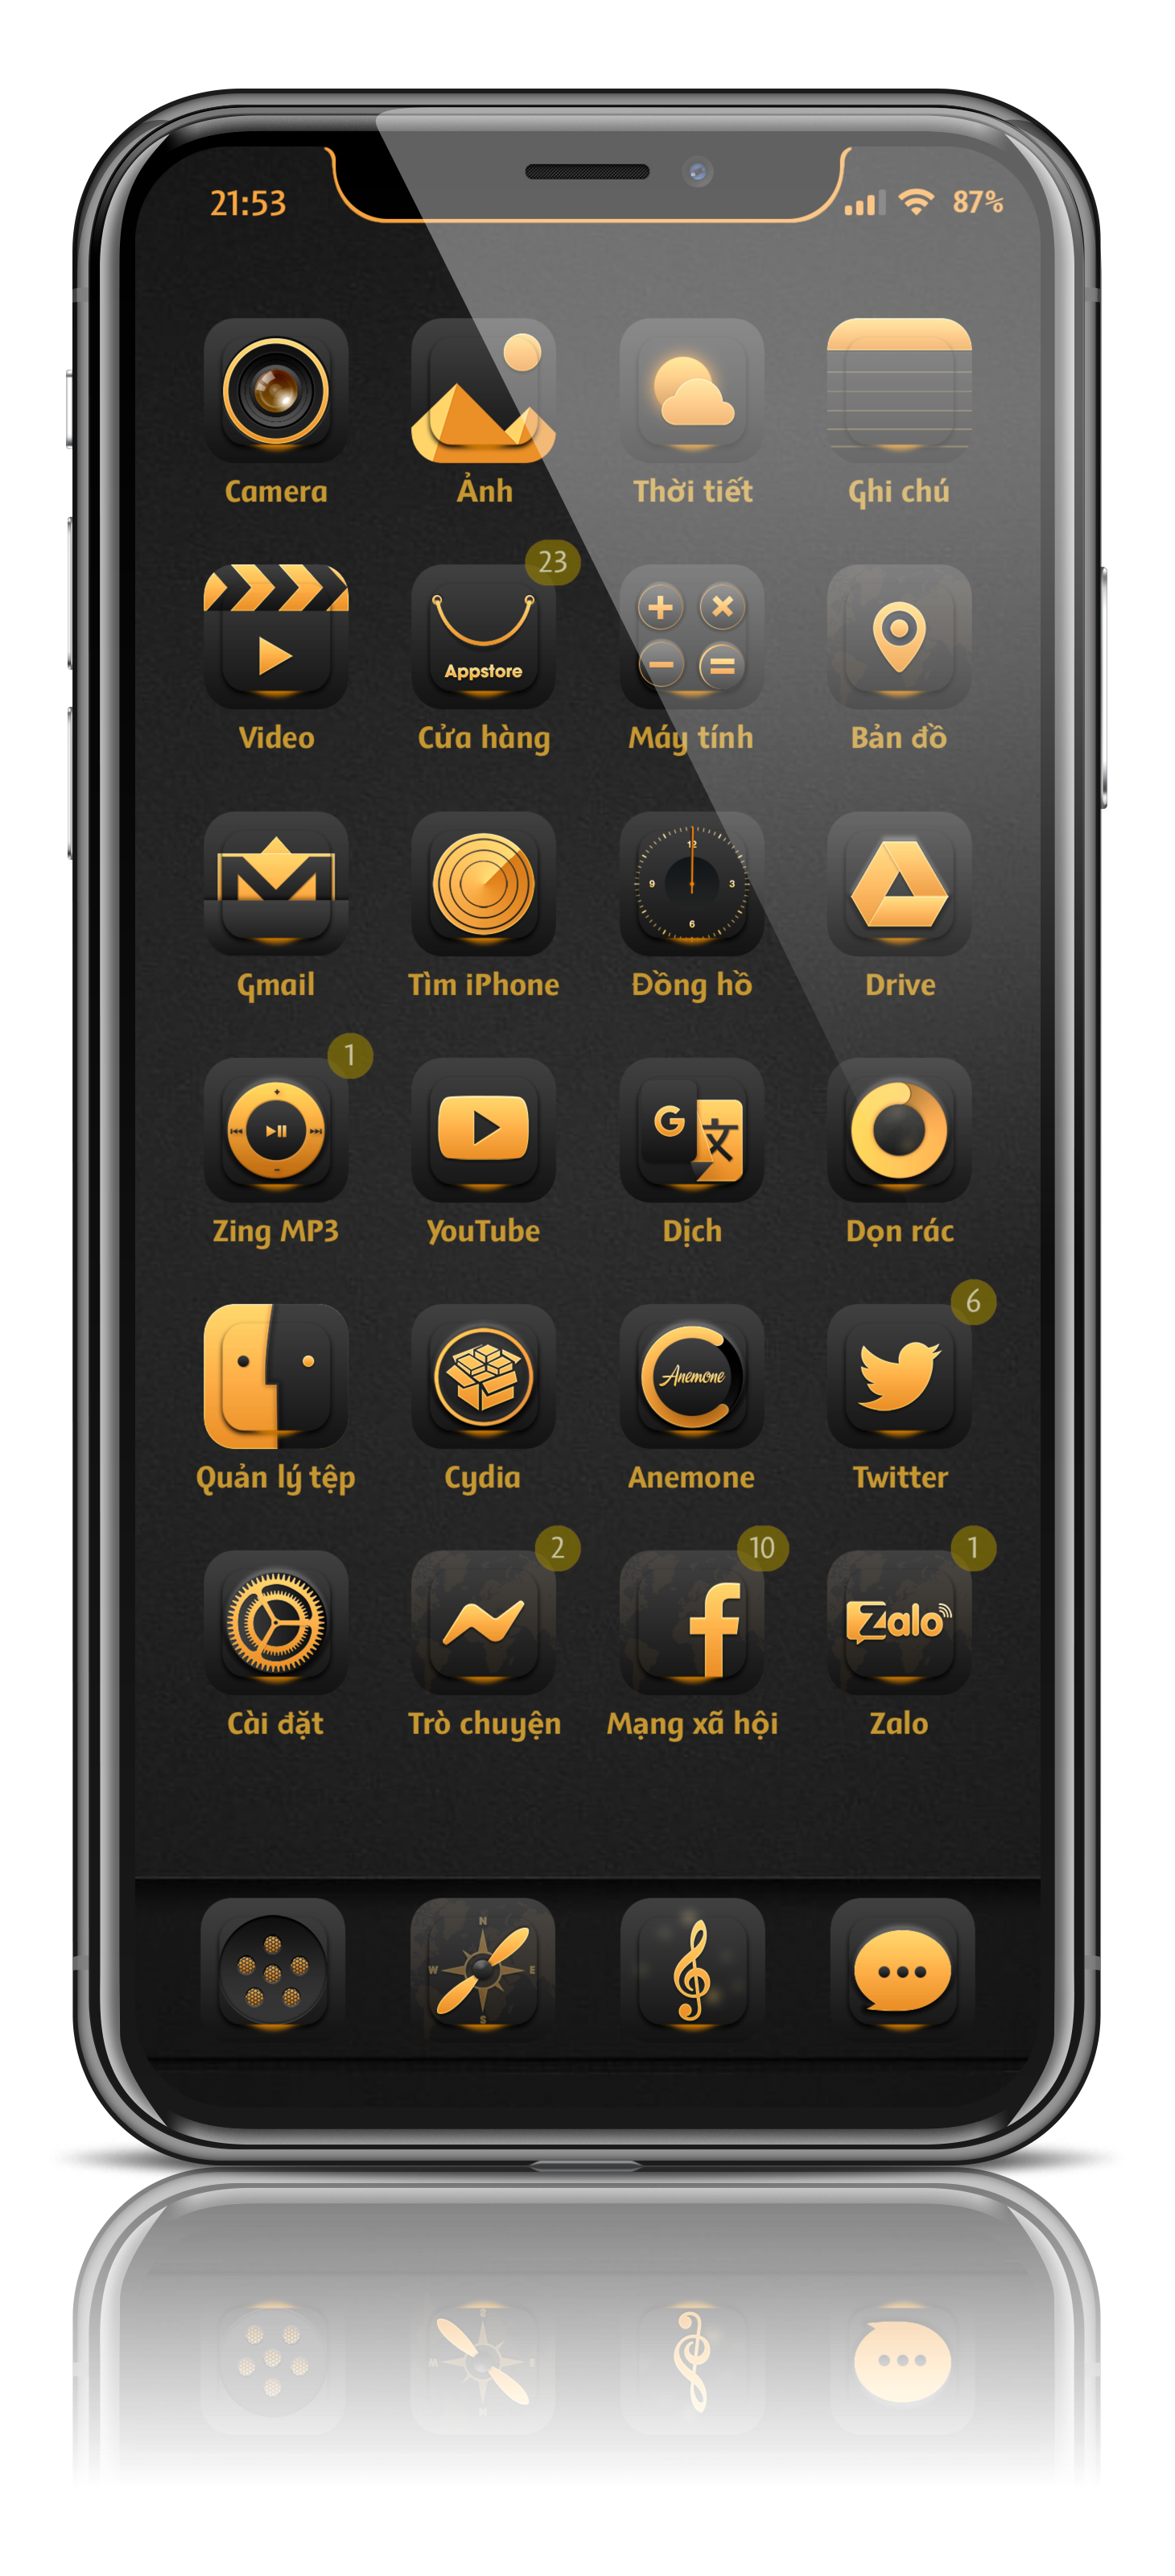 21:53
87%
Camera
Ảnh
Thời tiết
Ghi chú
23
Appstore
Video
Cửa hàng
Máy tính
Bản đồ
12
9
3
6
Gmail
Tìm iPhone
Đồng hồ
Drive
1
G
文
Zing MP3
YouTube
Dịch
Dọn rác
6
Anemone
Quản lý tệp
Cydia
Anemone
Twitter
2
10
1
f
Zalo
Cài đặt
Trò chuyện
Mạng xã hội
Zalo
N
W
E
S